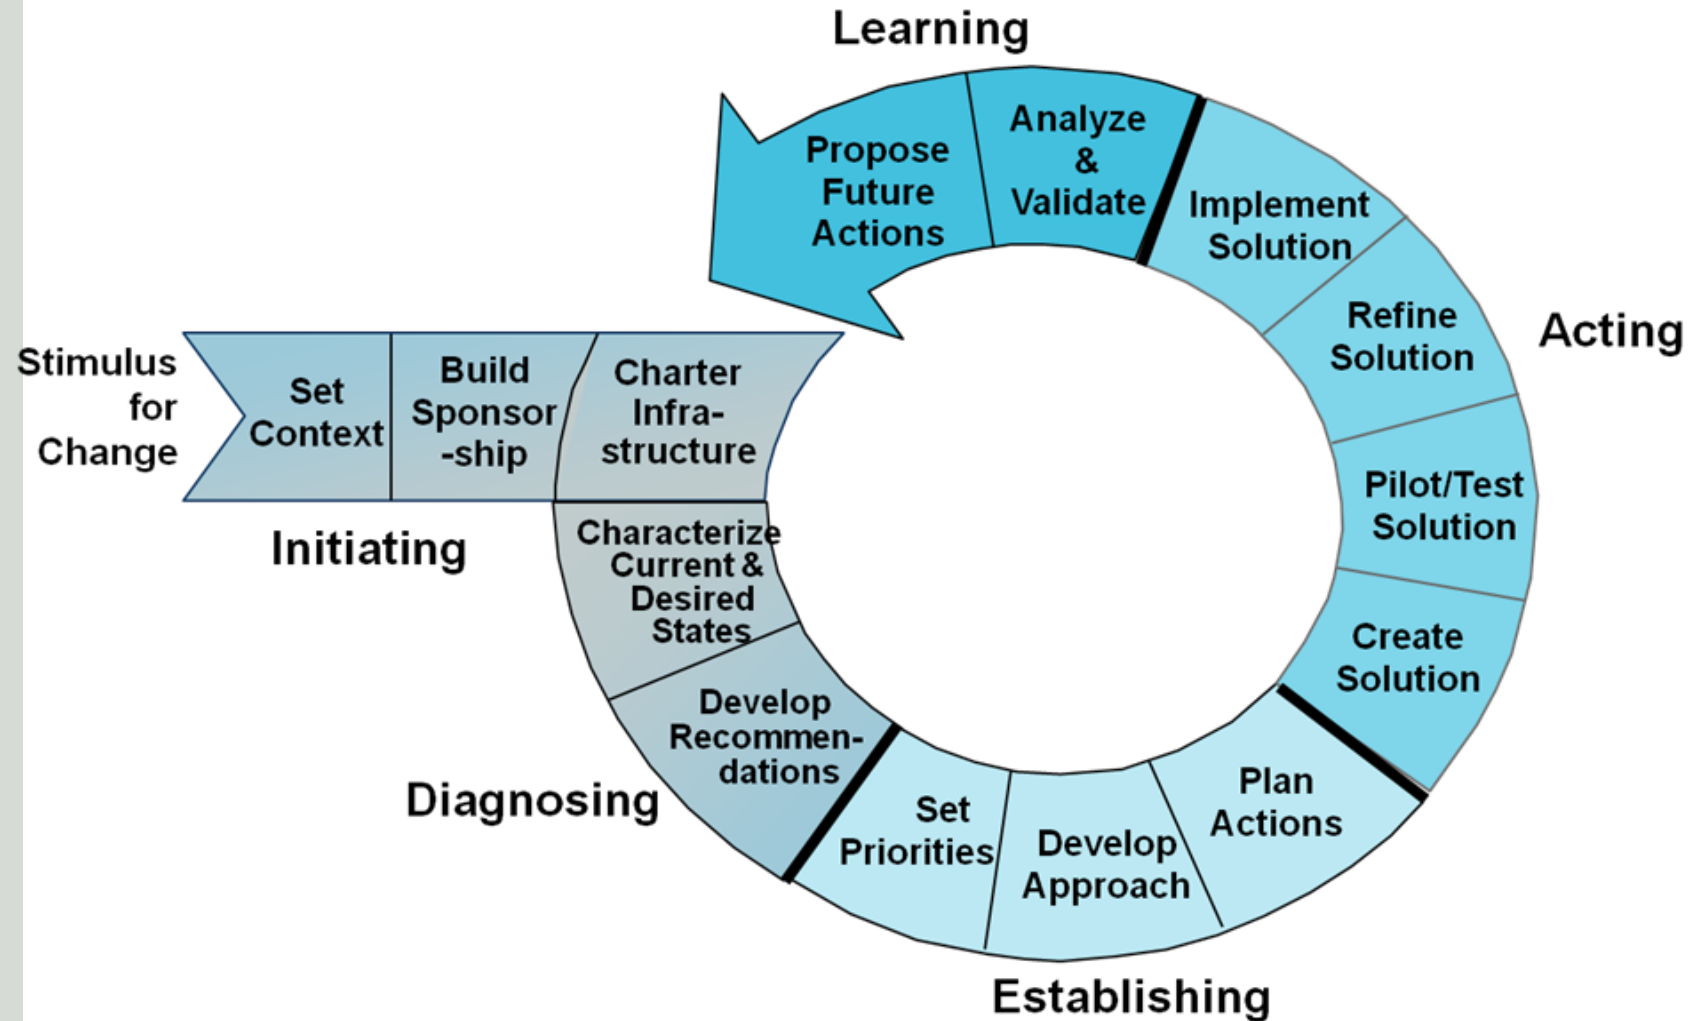 Learning
Analyze
&
Validate
Propose
Future
Actions
Implement
Solution
Refine
Solution
Acting
Stimulus
for
Change
Set
Context
Build
Sponsor
-ship
Charter
Infra-
structure
Pilot/Test
Solution
Initiating
Characterize
Current &
Desired
States
Create
Solution
Develop
Recommen-
dations
Diagnosing
Set
Priorities
Develop
Approach
Plan
Actions
Establishing